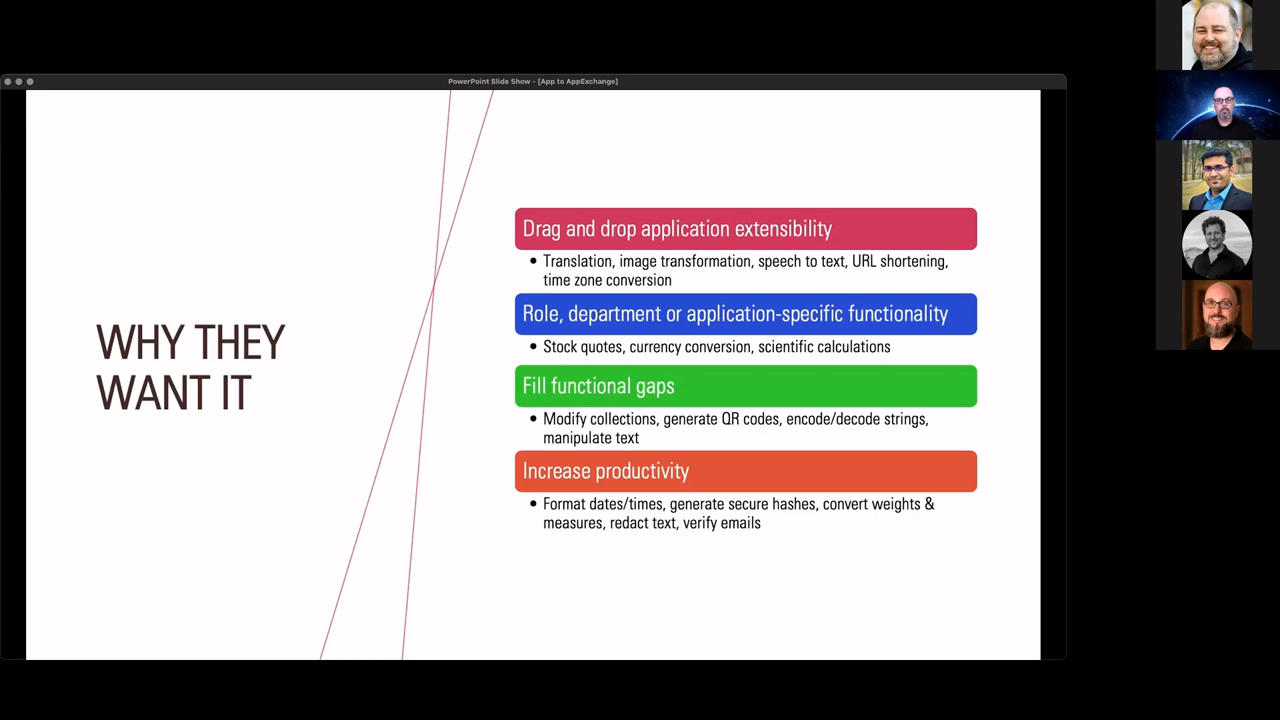 PowerPoint Slide Show - [App to AppExchange]
WHY THEY
WANT IT
Drag and drop application extensibility
• Translation, image transformation, speech to text, URL shortening,
time zone conversion
Role, department or application-specific functionality
• Stock quotes, currency conversion, scientific calculations
Fill functional gaps
• Modify collections, generate QR codes, encode/decode strings,
manipulate text
Increase productivity
• Format dates/times, generate secure hashes, convert weights &
measures, redact text, verify emails